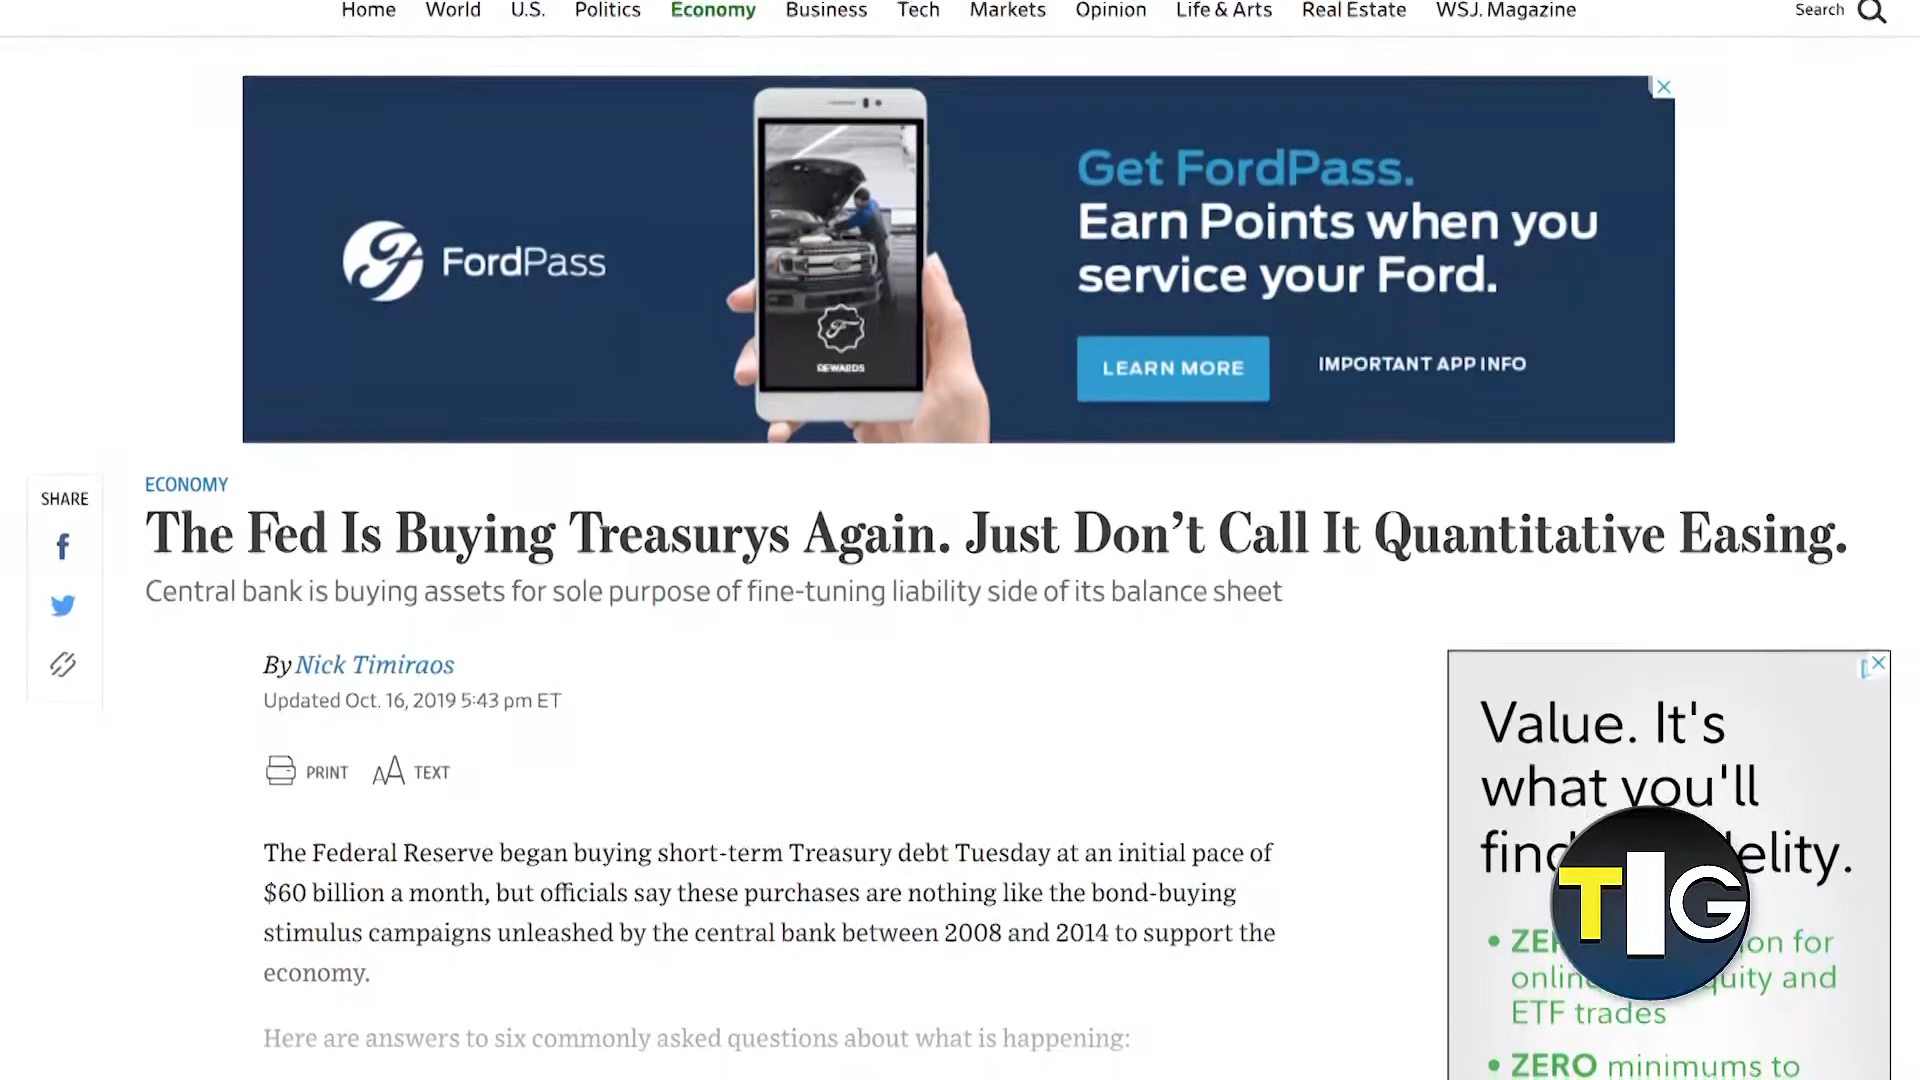 Home World U.S. Politics Economy Business Tech Markets Opinion Life & Arts Real Estate WSJ. Magazine Search
FordPass
REWARDS
Get FordPass.
Earn Points when you
service your Ford.
LEARN MORE
IMPORTANT APP INFO
SHARE
ECONOMY
The Fed Is Buying Treasurys Again. Just Don’t Call It Quantitative Easing.
Central bank is buying assets for sole purpose of fine-tuning liability side of its balance sheet
By Nick Timiraos
Updated Oct. 16, 2019 5:43 pm ET
PRINT
TEXT
The Federal Reserve began buying short-term Treasury debt Tuesday at an initial pace of
$60 billion a month, but officials say these purchases are nothing like the bond-buying
stimulus campaigns unleashed by the central bank between 2008 and 2014 to support the
economy.
Here are answers to six commonly asked questions about what is happening:
Value. It's
what you'll
TIG
• for
and
ETF trades
• ZERO minimums to